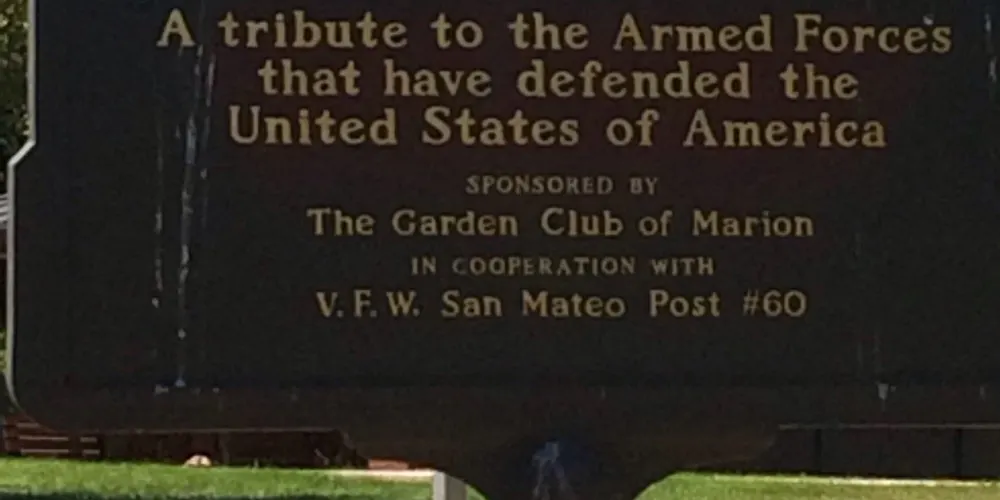 A tribute to the Armed Forces
that have defended the
United States of America
SPONSORED BY
The Garden Club of Marion
IN COOPERATION WITH
V. F. W. San Mateo Post #60